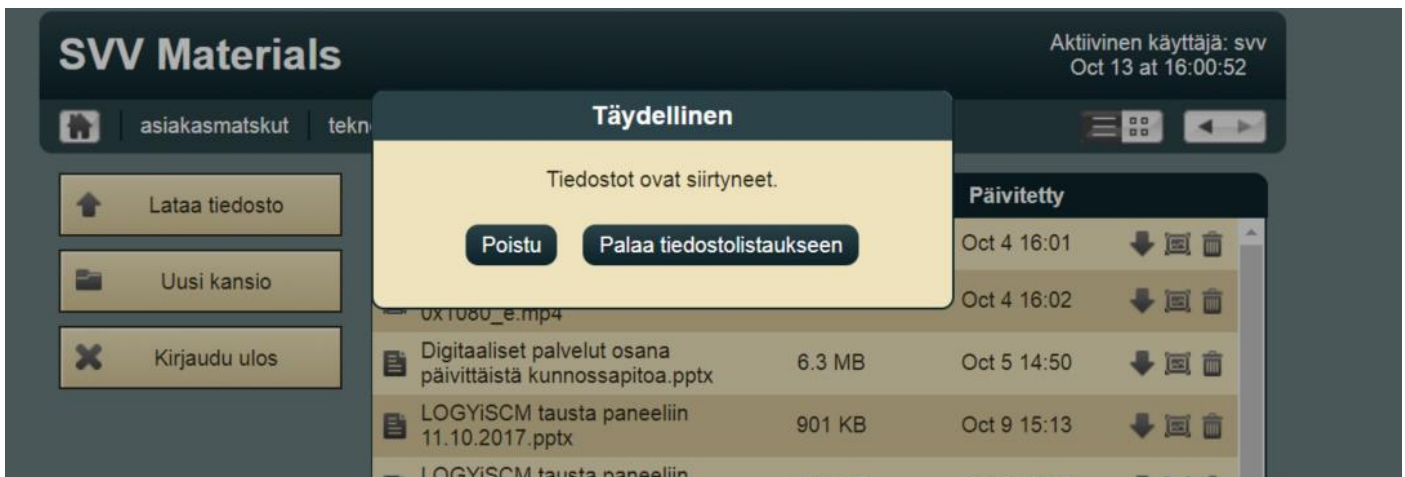 SVV Materials
Aktiivinen käyttäjä: svv
Oct 13 at 16:00:52
asiakasmatskut
tekn
Täydellinen
Tiedostot ovat siirtyneet.
Poistu
Palaa tiedostolistaukseen
Lataa tiedosto
Uusi kansio
Kirjaudu ulos
Päivitetty
Oct 4 16:01
0x1080_e.mp4
Oct 4 16:02
Digitaaliset palvelut osana
päivittäistä kunnossapitoa.pptx
6.3 MB
Oct 5 14:50
LOGYiSCM tausta paneeliin
11.10.2017.pptx
901 KB
Oct 9 15:13
LOGYiSCM tausta paneeliin